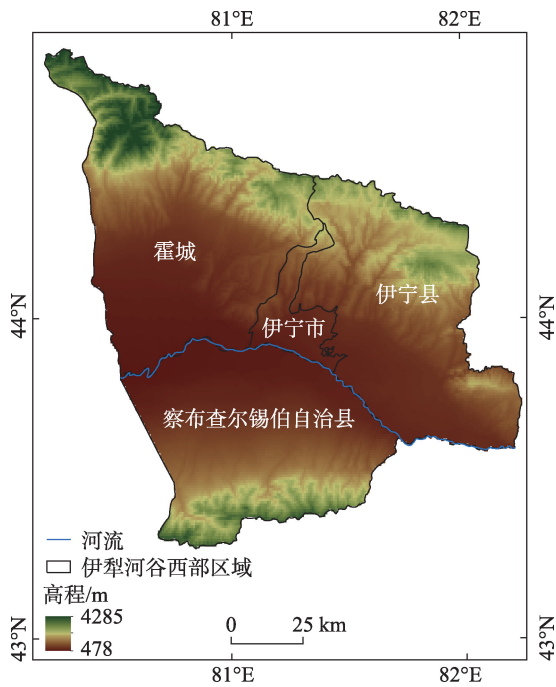 81°E 82°E
霍城
伊宁县
44°N 44°N
伊宁市
察布查尔锡伯自治县
河流
伊犁河谷西部区域
高程/m
4285
478
0 25 km
43°N 43°N
81°E 82°E